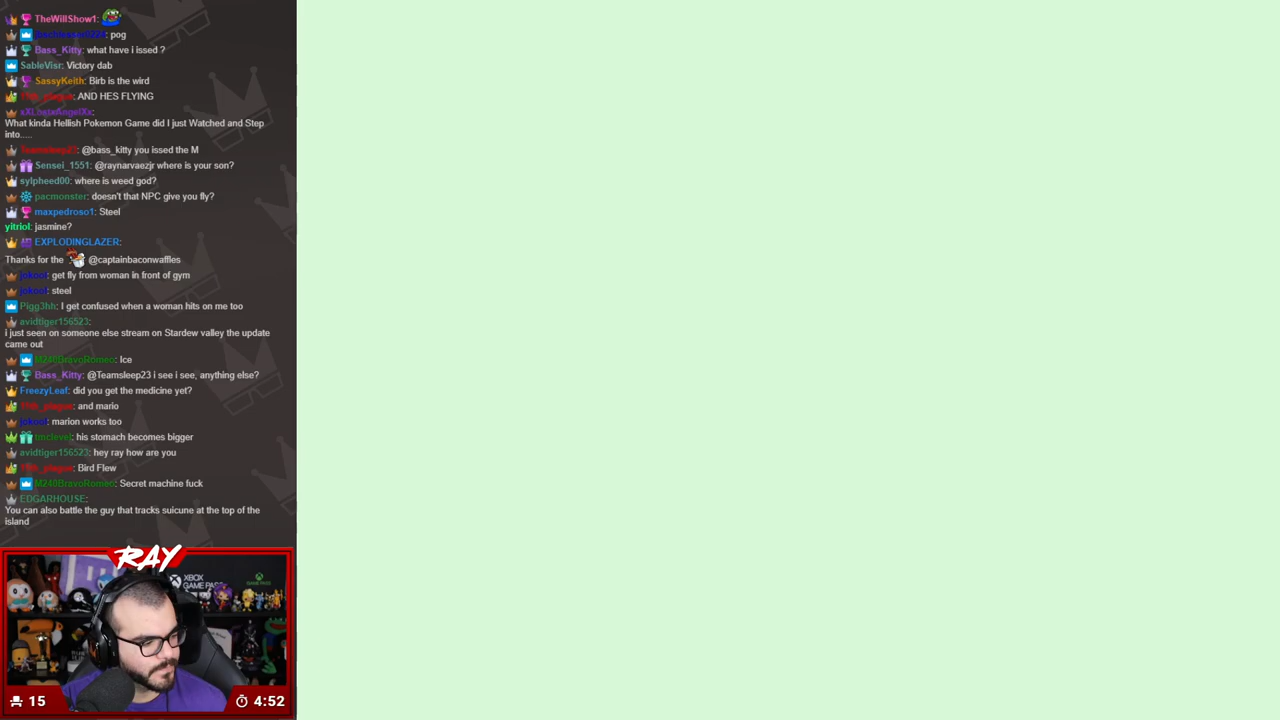 TheWillShow1:
pog
Bass_Kitty: what have i issed ?
SableVisr: Victory dab
SassyKeith: Birb is the wird
AND HES FLYING
xXLostxAngelXx:
What kinda Hellish Pokemon Game did I just Watched and Step
into.....
Teamsleep23: @bass_kitty you issed the M
Sensei_1551: @raynarvaezjr where is your son?
sylpheed00: where is weed god?
pacmonster: doesn't that NPC give you fly?
maxpedroso1: Steel
yitriol: jasmine?
EXPLODINGLAZER:
Thanks for the @captainbaconwaffles
jokool: get fly from woman in front of gym
jokool: steel
Pigg3hh: I get confused when a woman hits on me too
avidtiger156523:
i just seen on someone else stream on Stardew valley the update
came out
M240BravoRomeo: Ice
Bass_Kitty: @Teamsleep23 i see i see, anything else?
FreezyLeaf: did you get the medicine yet?
and mario
jokool: marion works too
his stomach becomes bigger
avidtiger156523: hey ray how are you
Bird Flew
M240BravoRomeo: Secret machine fuck
EDGARHOUSE:
You can also battle the guy that tracks suicune at the top of the
island
RAY
XBOX
GAME PASS
15
4:52